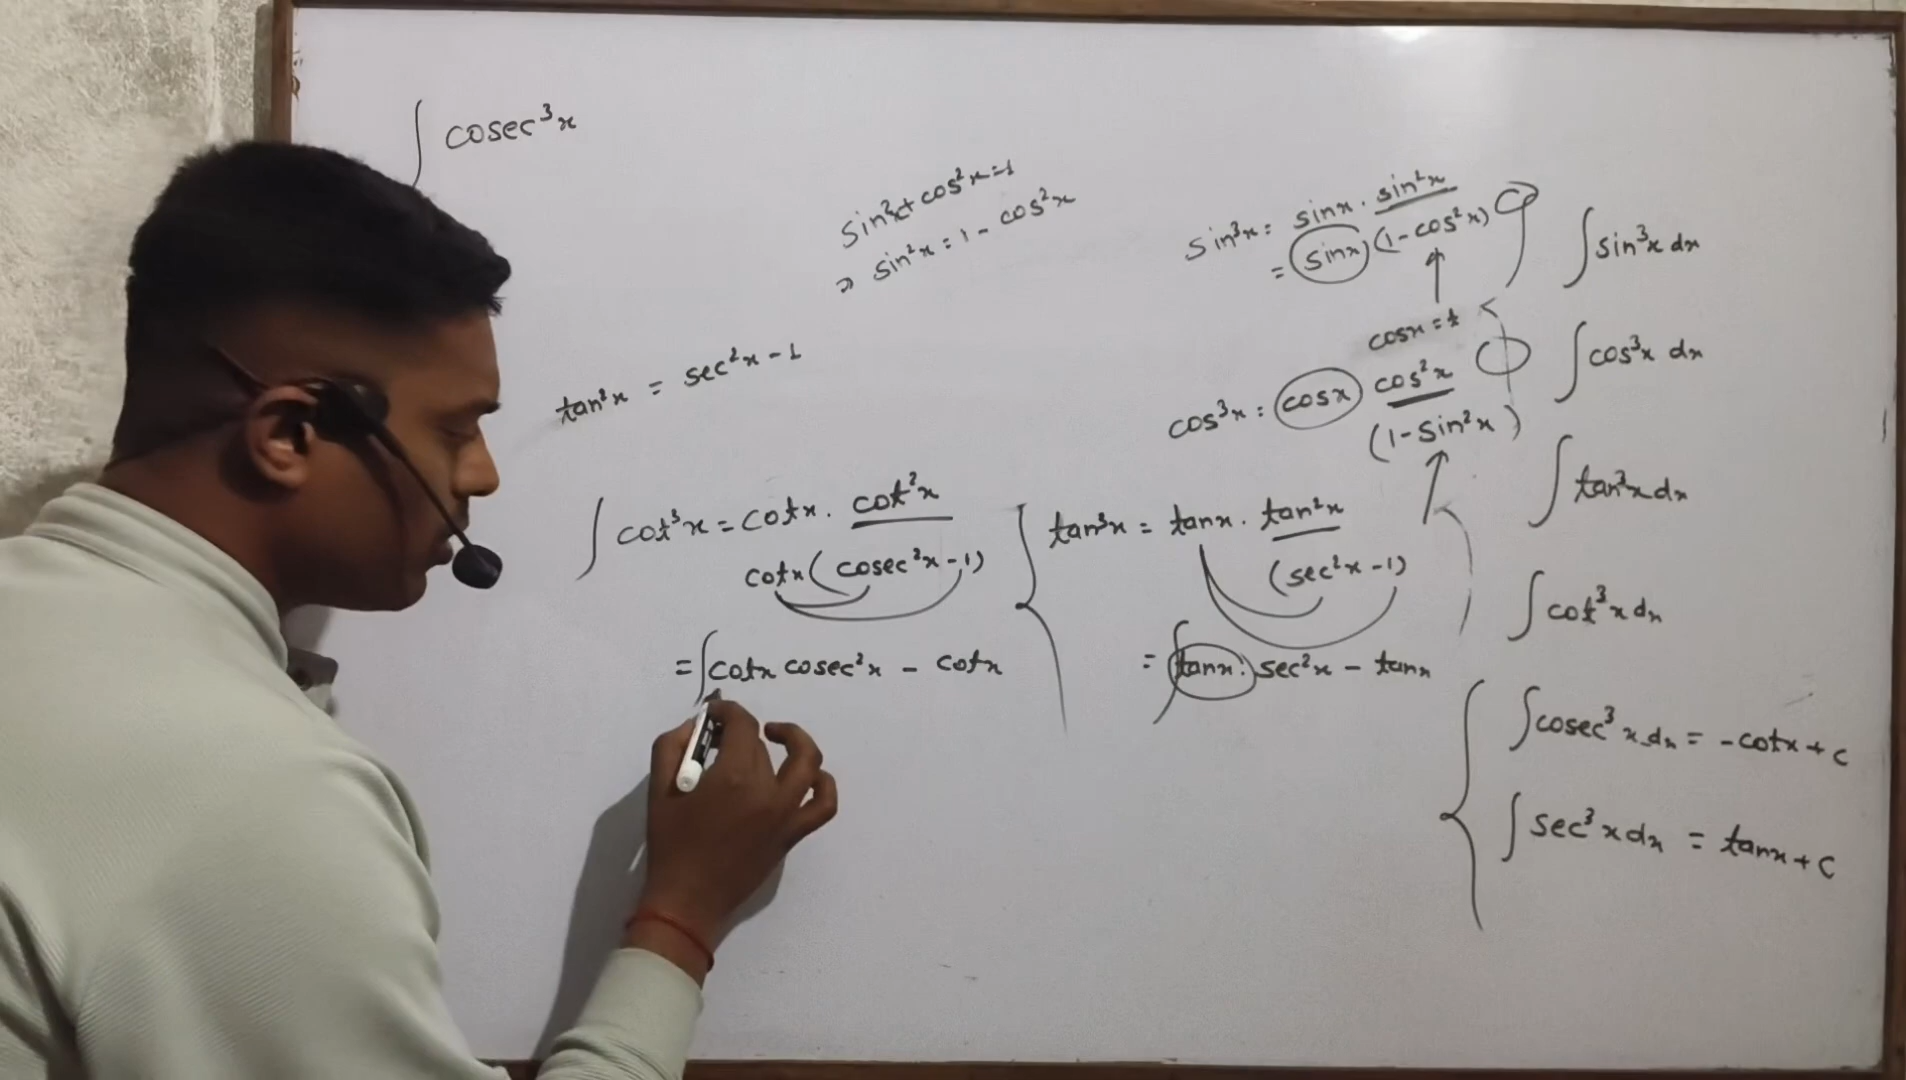 ∫ cosec³x
sin²x + cos²x = 1
⇒ sin²x = 1 - cos²x
tan²x = sec²x - 1
∫ cot³x = cotx . cot²x
cotx (cosec²x - 1)
= ∫ cotx cosec²x - cotx
sin³x = sinx . sin²x
= sinx (1 - cos²x)
cosx = t
cos³x = cosx cos²x
(1 - sin²x)
tan³x = tanx . tan²x
(sec²x - 1)
= ∫ tanx . sec²x - tanx
∫ sin³x dx
∫ cos³x dx
∫ tan³x dx
∫ cot³x dx
∫ cosec³x dx = -cotx + c
∫ sec³x dx = tanx + c